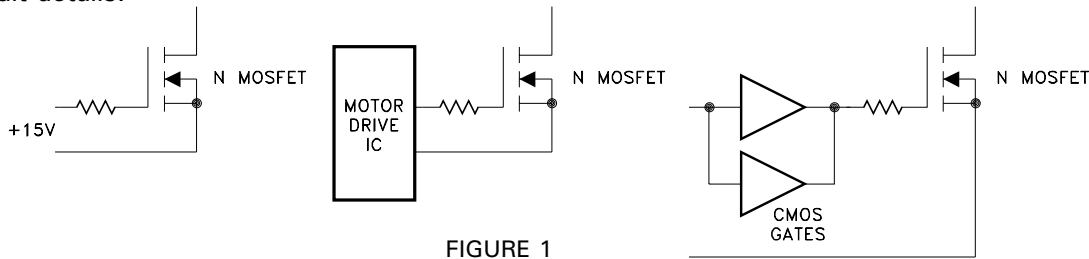 N MOSFET
+15V
MOTOR
DRIVE
IC
N MOSFET
N MOSFET
CMOS
GATES
FIGURE 1